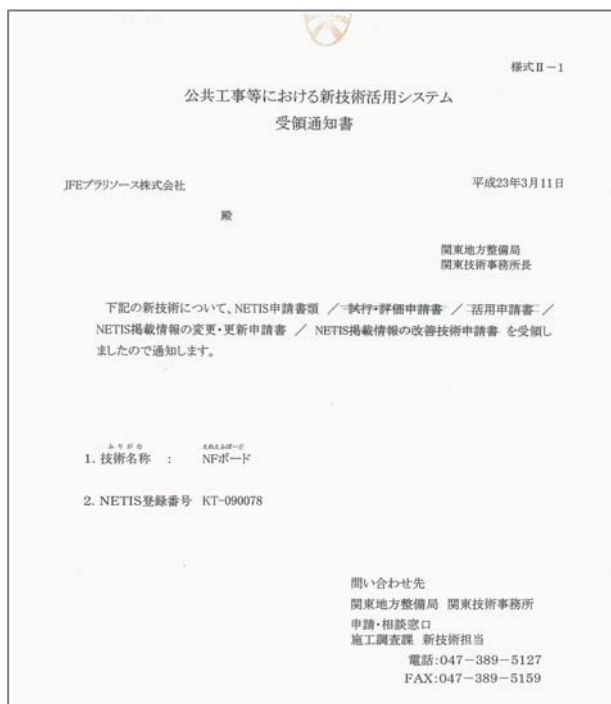 様式Ⅱ－1
公共工事等における新技術活用システム
受領通知書
JFEプラリソース株式会社
平成23年3月11日
殿
関東地方整備局
関東技術事務所長
下記の新技術について、NETIS申請書類 ／ 試行・評価申請書 ／ 活用申請書 ／
NETIS掲載情報の変更・更新申請書 ／ NETIS掲載情報の改善技術申請書 を受領し
ましたので通知します。
ふりがな えぬえふぼーど
1. 技術名称 ： NFボード
2. NETIS登録番号 KT-090078
問い合わせ先
関東地方整備局 関東技術事務所
申請・相談窓口
施工調査課 新技術担当
電話：047－389－5127
FAX：047－389－5159